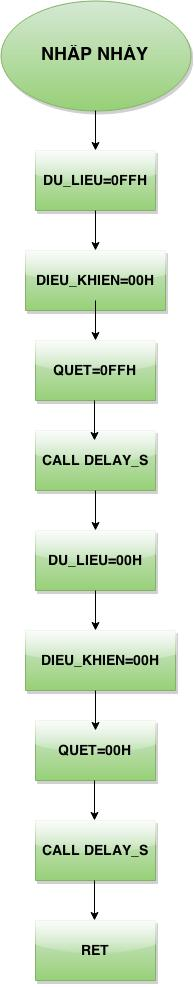 NHẤP NHÁY
DU_LIEU=0FFH
DIEU_KHIEN=00H
QUET=0FFH
CALL DELAY_S
DU_LIEU=00H
DIEU_KHIEN=00H
QUET=00H
CALL DELAY_S
RET